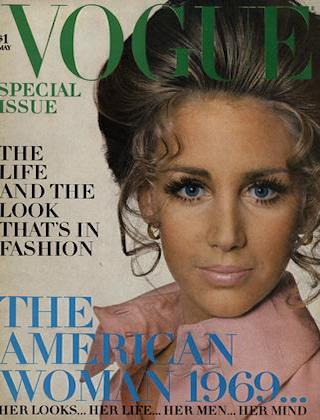 VOGUE
$1
MAY
SPECIAL
ISSUE
THE
LIFE
AND THE
LOOK
THAT'S IN
FASHION
THE
AMERICAN
WOMAN 1969...
HER LOOKS...HER LIFE...HER MEN...HER MIND